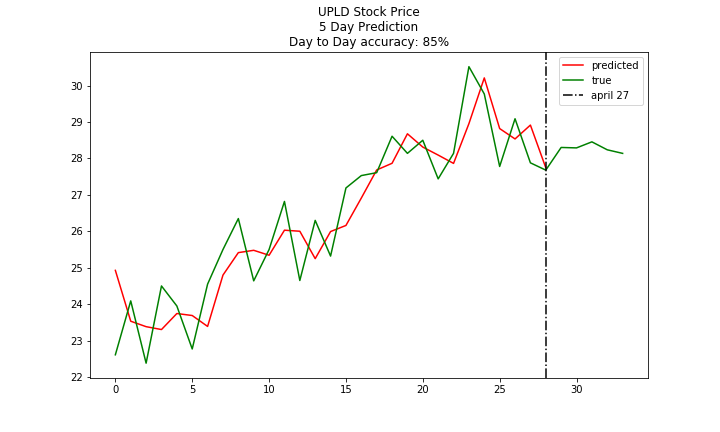 UPLD Stock Price
5 Day Prediction
Day to Day accuracy: 85%
predicted
true
april 27
30
29
28
27
26
25
24
23
22
0 5 10 15 20 25 30